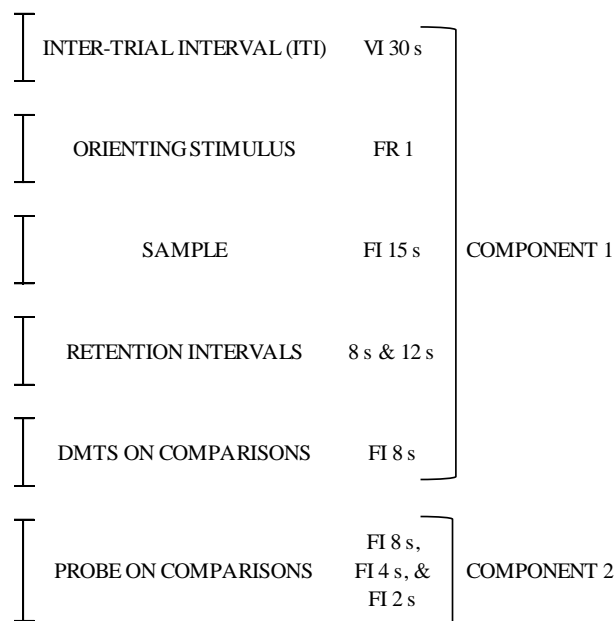 INTER-TRIAL INTERVAL (ITI) VI 30 s
ORIENTING STIMULUS FR 1
SAMPLE FI 15 s COMPONENT 1
RETENTION INTERVALS 8 s & 12 s
DMTS ON COMPARISONS FI 8 s
FI 8 s,
PROBE ON COMPARISONS FI 4 s, & COMPONENT 2
FI 2 s